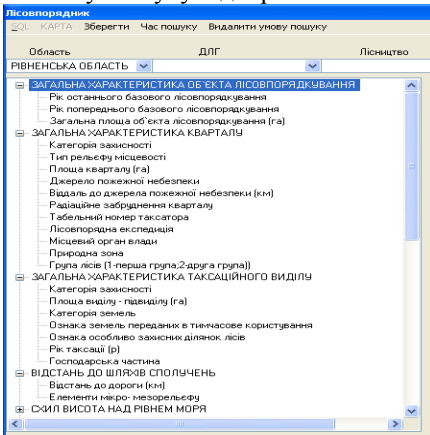 Лісовпорядник
SQL КАРТА Зберегти Час пошуку Видалити умову пошуку
Область ДЛГ Лісництво
РІВНЕНСЬКА ОБЛАСТЬ
ЗАГАЛЬНА ХАРАКТЕРИСТИКА ОБ'ЄКТА ЛІСОВПОРЯДКУВАННЯ
Рік останнього базового лісовпорядкування
Рік попереднього базового лісовпорядкування
Загальна площа об'єкта лісовпорядкування (га)
ЗАГАЛЬНА ХАРАКТЕРИСТИКА КВАРТАЛУ
Категорія захисності
Тип рельєфу місцевості
Площа кварталу (га)
Джерело пожежної небезпеки
Віддаль до джерела пожежної небезпеки (км)
Радіаційне забруднення кварталу
Табельний номер таксатора
Лісовпорядна експедиція
Місцевий орган влади
Природна зона
Група лісів (1-перша група;2-друга група))
ЗАГАЛЬНА ХАРАКТЕРИСТИКА ТАКСАЦІЙНОГО ВИДІЛУ
Категорія захисності
Площа виділу - підвиділу (га)
Категорія земель
Ознака земель переданих в тимчасове користування
Ознака особливо захисних ділянок лісів
Рік таксації (р)
Господарська частина
ВІДСТАНЬ ДО ШЛЯХІВ СПОЛУЧЕНЬ
Відстань до дороги (км)
Елементи мікро- мезорельєфу
СХИЛ ВИСОТА НАД РІВНЕМ МОРЯ